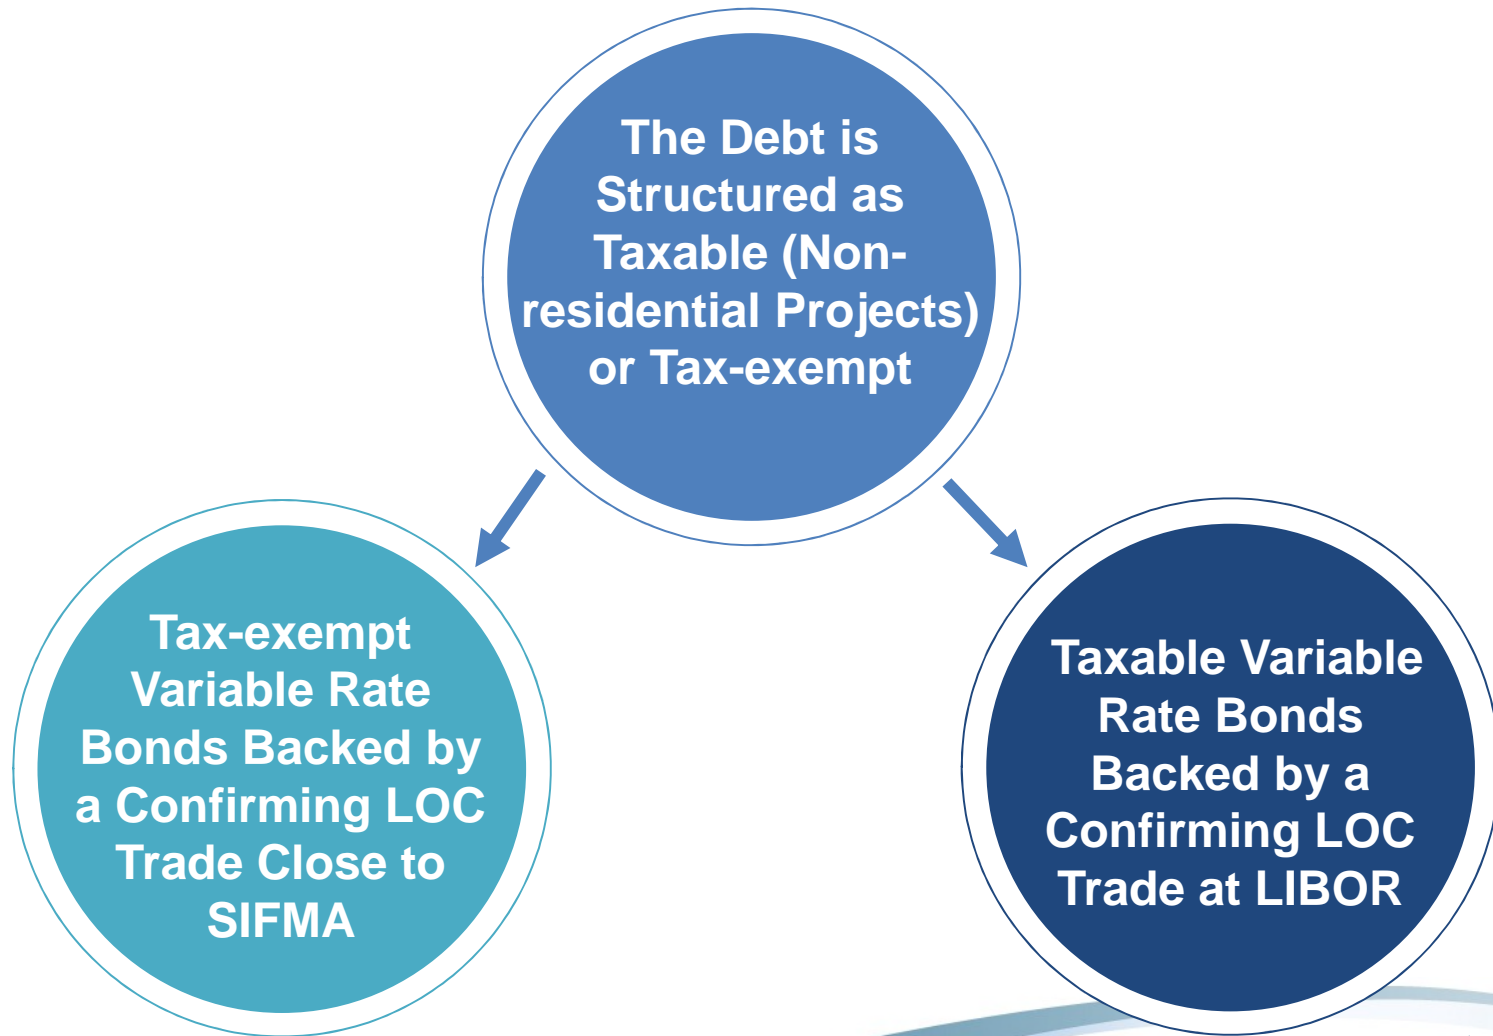 The Debt is
Structured as
Taxable (Non-
residential Projects)
or Tax-exempt
Tax-exempt
Variable Rate
Bonds Backed by
a Confirming LOC
Trade Close to
SIFMA
Taxable Variable
Rate Bonds
Backed by a
Confirming LOC
Trade at LIBOR